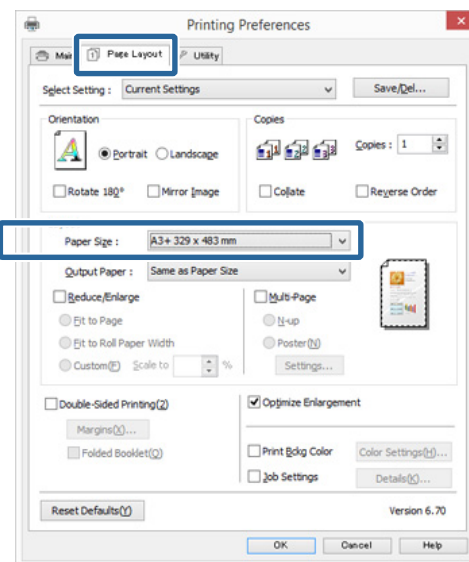 Printing Preferences
Main Page Layout Utility
Select Setting : Current Settings Save/Del...
Orientation Copies
Portrait Landscape Copies : 1
Rotate 180° Mirror Image Collate Reverse Order
Paper Size : A3+ 329 x 483 mm
Output Paper : Same as Paper Size
Reduce/Enlarge Multi-Page
Fit to Page N-up
Fit to Roll Paper Width Poster(N)
Custom(F) Scale to % Settings...
Double-Sided Printing(2) Optimize Enlargement
Margins(X)...
Folded Booklet(Q) Print Bckg Color Color Settings(H)...
Job Settings Details(K)...
Reset Defaults(Y) Version 6.70
OK Cancel Help